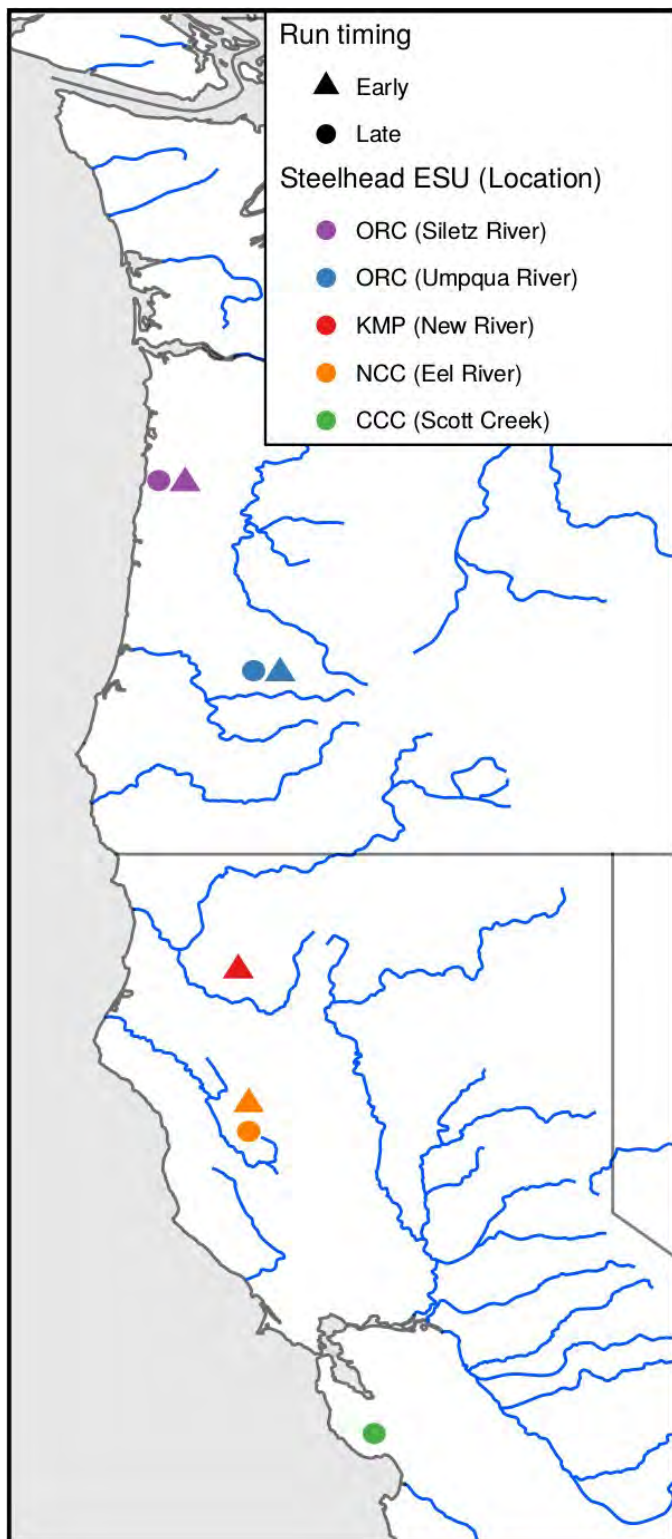 Run timing
Early
Late
Steelhead ESU (Location)
ORC (Siletz River)
ORC (Umpqua River)
KMP (New River)
NCC (Eel River)
CCC (Scott Creek)